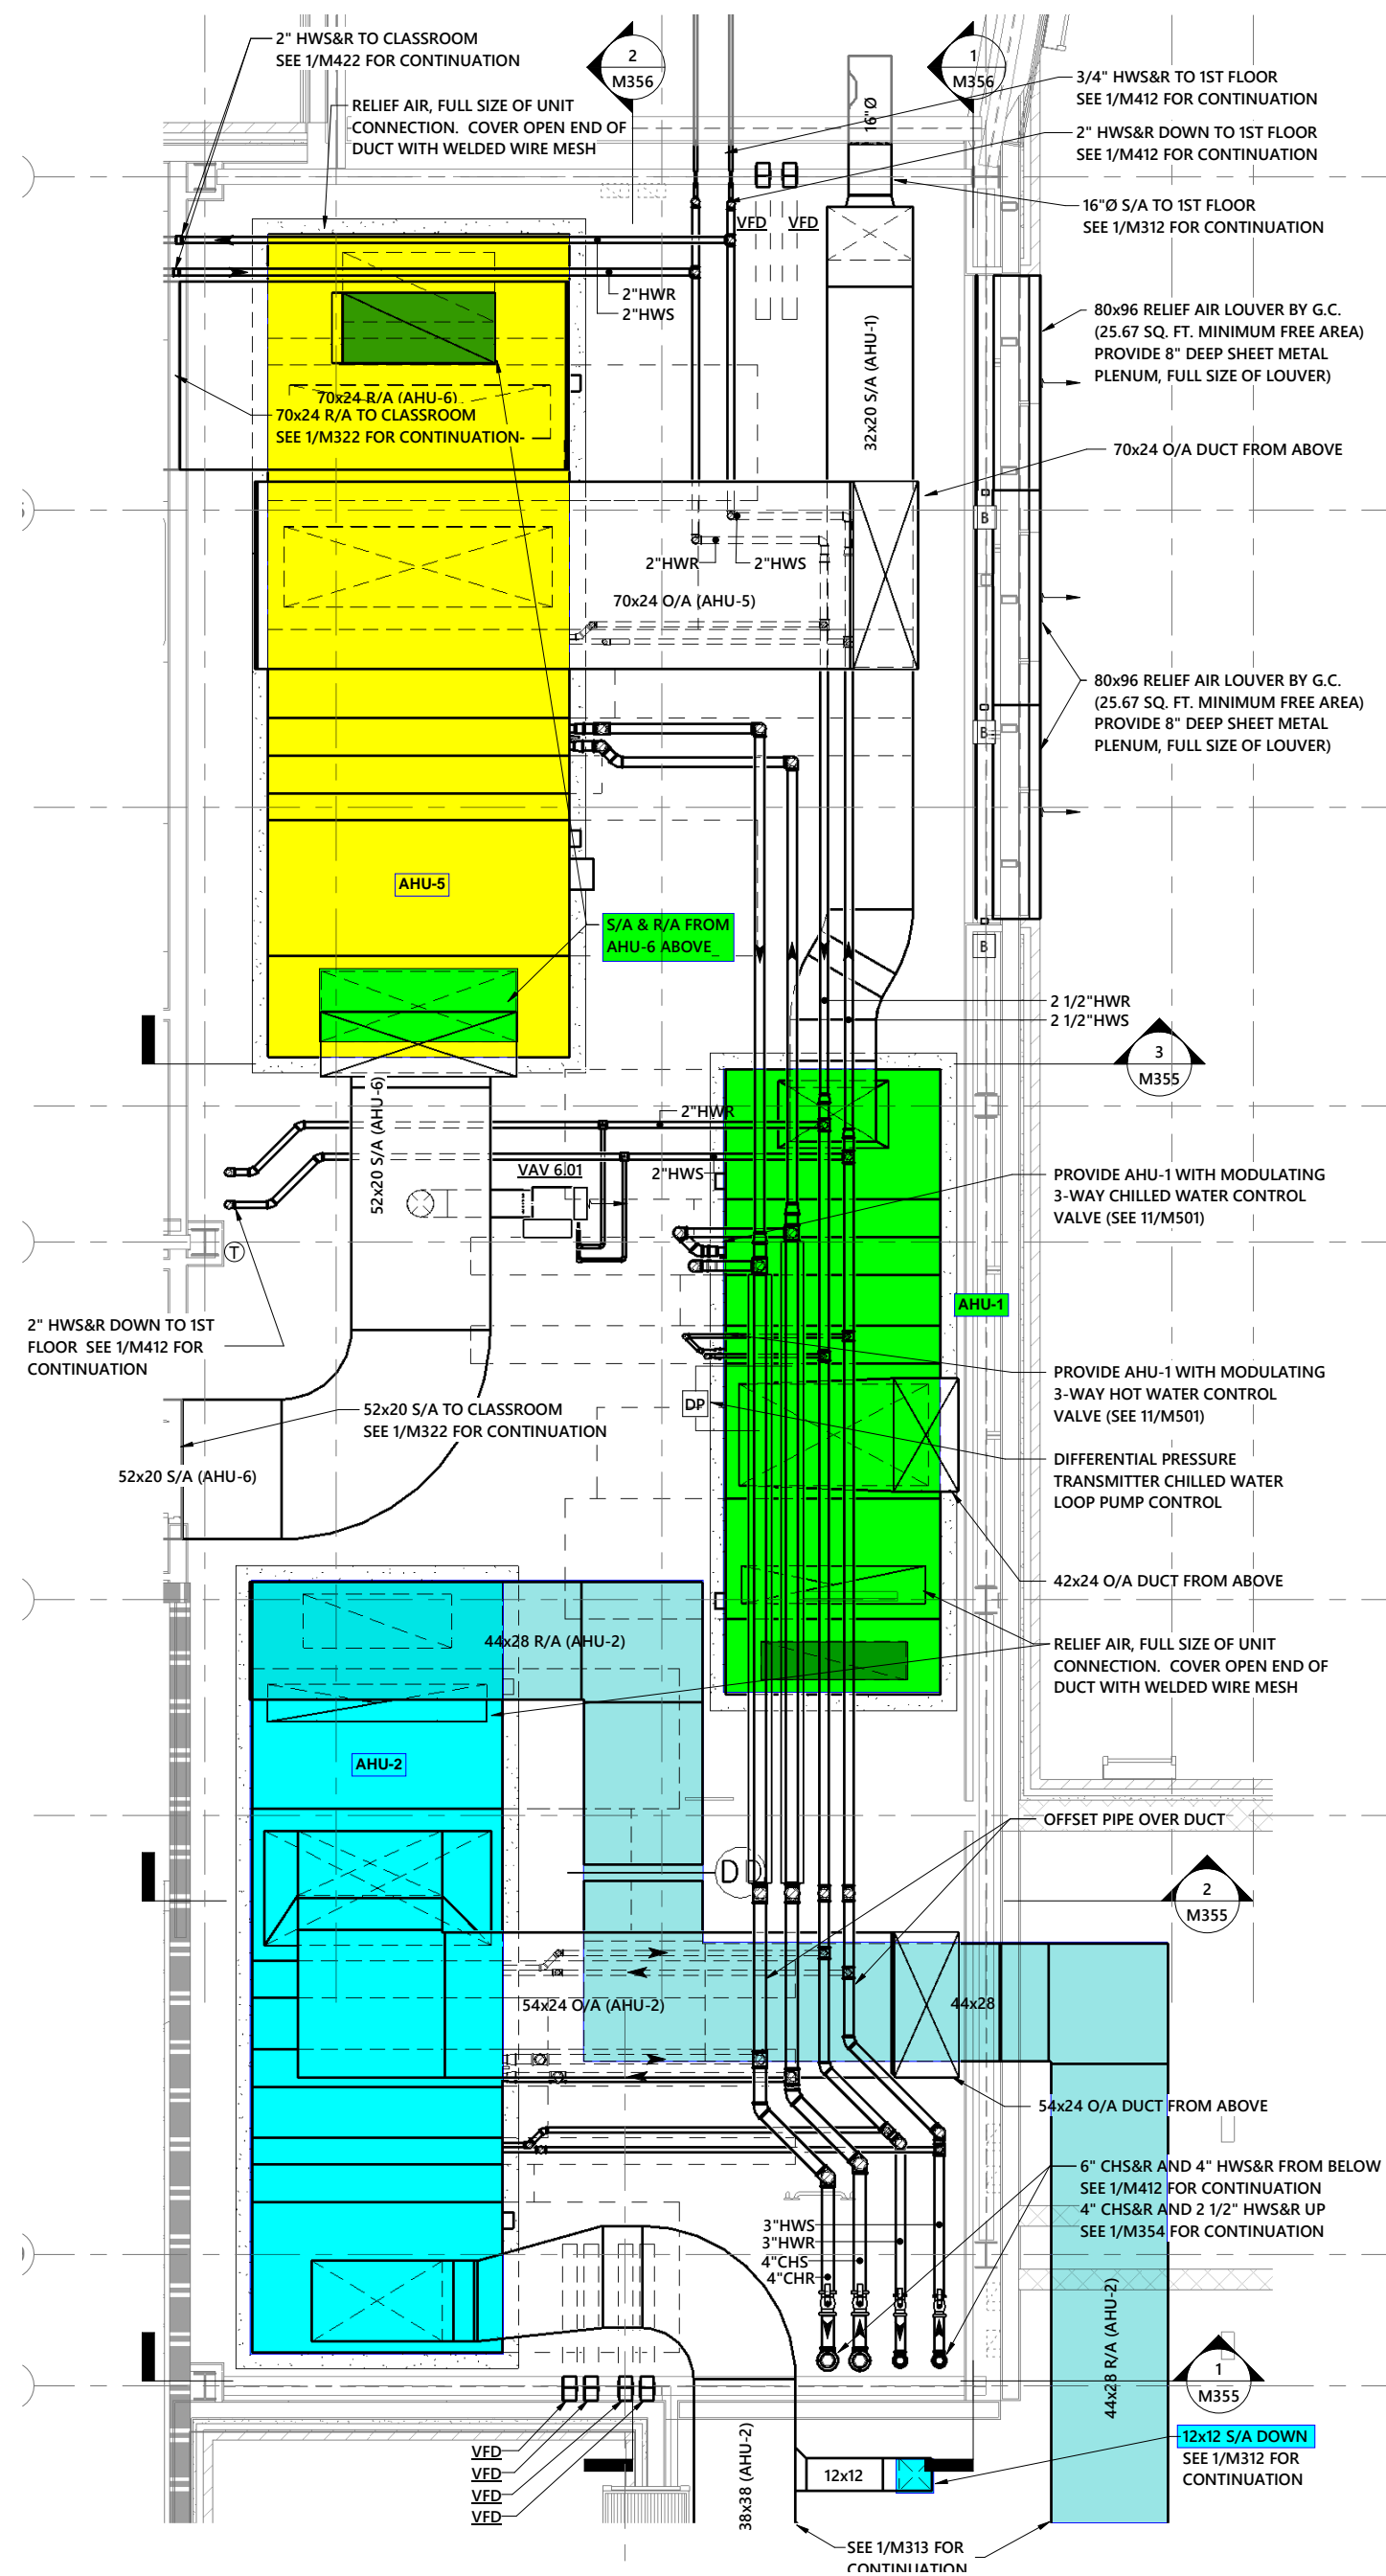 2" HWS&R TO CLASSROOM
SEE 1/M422 FOR CONTINUATION
2
M356
1
M356
3/4" HWS&R TO 1ST FLOOR
SEE 1/M412 FOR CONTINUATION
RELIEF AIR, FULL SIZE OF UNIT
CONNECTION. COVER OPEN END OF
DUCT WITH WELDED WIRE MESH
16"Ø
2" HWS&R DOWN TO 1ST FLOOR
SEE 1/M412 FOR CONTINUATION
16"Ø S/A TO 1ST FLOOR
SEE 1/M312 FOR CONTINUATION
VFD
VFD
2"HWR
2"HWS
80x96 RELIEF AIR LOUVER BY G.C.
(25.67 SQ. FT. MINIMUM FREE AREA)
PROVIDE 8" DEEP SHEET METAL
PLENUM, FULL SIZE OF LOUVER)
32x20 S/A (AHU-1)
70x24 R/A (AHU-6)
70x24 R/A TO CLASSROOM
SEE 1/M322 FOR CONTINUATION
70x24 O/A DUCT FROM ABOVE
B
2"HWR
2"HWS
70x24 O/A (AHU-5)
80x96 RELIEF AIR LOUVER BY G.C.
(25.67 SQ. FT. MINIMUM FREE AREA)
PROVIDE 8" DEEP SHEET METAL
PLENUM, FULL SIZE OF LOUVER)
B
AHU-5
S/A & R/A FROM
AHU-6 ABOVE
B
2 1/2"HWR
2 1/2"HWS
3
M355
52x20 S/A (AHU-6)
2"HWR
VAV 6.01
2"HWS
PROVIDE AHU-1 WITH MODULATING
3-WAY CHILLED WATER CONTROL
VALVE (SEE 11/M501)
T
AHU-1
2" HWS&R DOWN TO 1ST
FLOOR SEE 1/M412 FOR
CONTINUATION
PROVIDE AHU-1 WITH MODULATING
3-WAY HOT WATER CONTROL
VALVE (SEE 11/M501)
DP
52x20 S/A TO CLASSROOM
SEE 1/M322 FOR CONTINUATION
52x20 S/A (AHU-6)
DIFFERENTIAL PRESSURE
TRANSMITTER CHILLED WATER
LOOP PUMP CONTROL
42x24 O/A DUCT FROM ABOVE
44x28 R/A (AHU-2)
RELIEF AIR, FULL SIZE OF UNIT
CONNECTION. COVER OPEN END OF
DUCT WITH WELDED WIRE MESH
AHU-2
OFFSET PIPE OVER DUCT
DD
2
M355
54x24 O/A (AHU-2)
44x28
54x24 O/A DUCT FROM ABOVE
6" CHS&R AND 4" HWS&R FROM BELOW
SEE 1/M412 FOR CONTINUATION
4" CHS&R AND 2 1/2" HWS&R UP
SEE 1/M354 FOR CONTINUATION
3"HWS
3"HWR
4"CHS
4"CHR
44x28 R/A (AHU-2)
1
M355
12x12 S/A DOWN
SEE 1/M312 FOR
CONTINUATION
VFD
VFD
VFD
VFD
38x38 (AHU-2)
12x12
SEE 1/M313 FOR
CONTINUATION